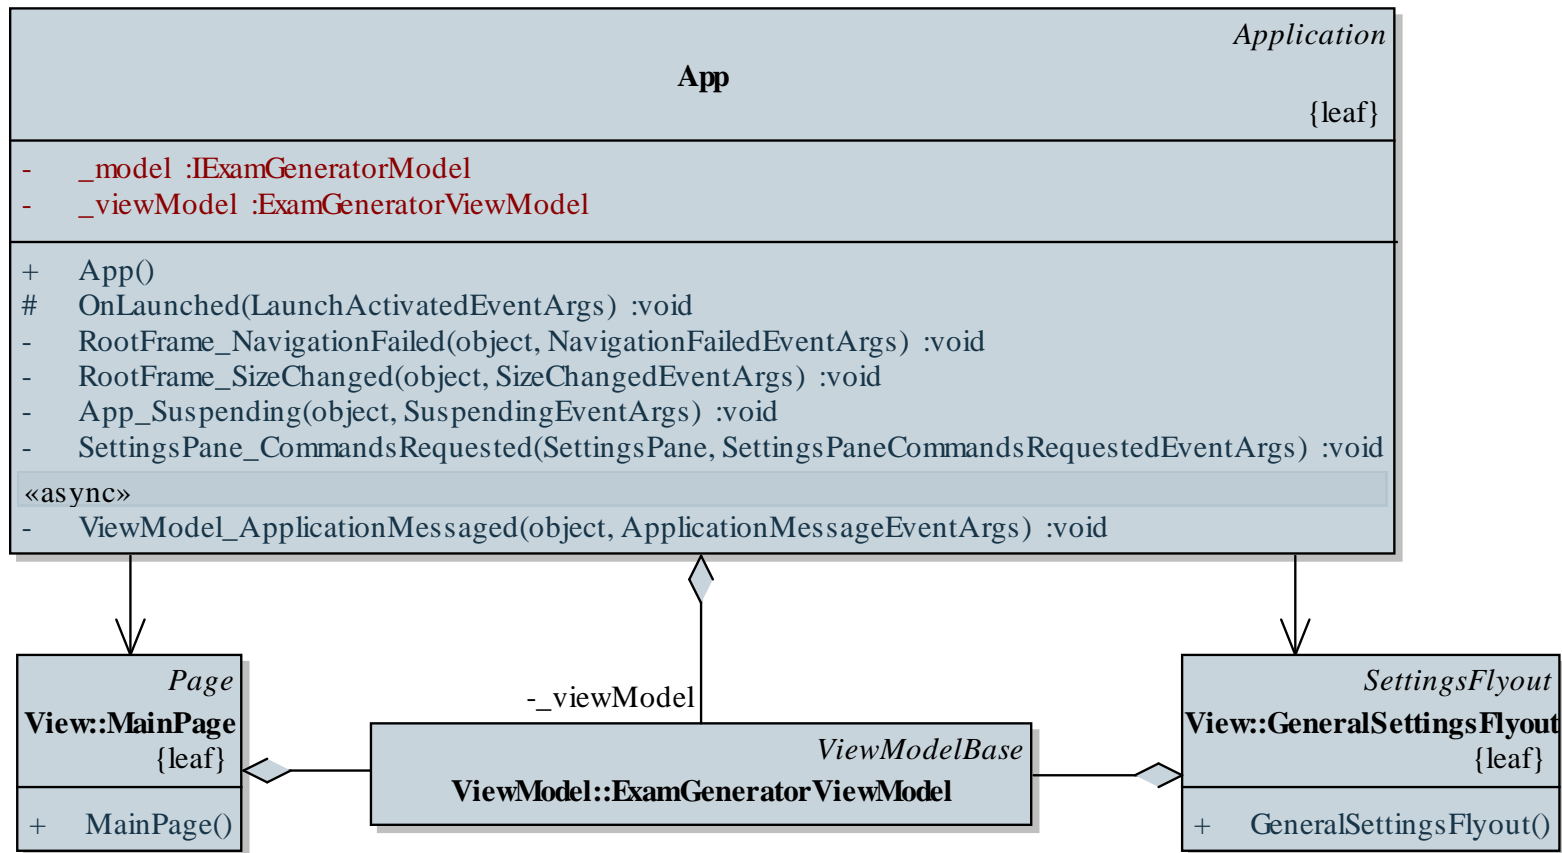 Application
App
{leaf}
- _model :IExamGeneratorModel
- _viewModel :ExamGeneratorViewModel
+ App()
# OnLaunched(LaunchActivatedEventArgs) :void
- RootFrame_NavigationFailed(object, NavigationFailedEventArgs) :void
- RootFrame_SizeChanged(object, SizeChangedEventArgs) :void
- App_Suspending(object, SuspendingEventArgs) :void
- SettingsPane_CommandsRequested(SettingsPane, SettingsPaneCommandsRequestedEventArgs) :void
«async»
- ViewModel_ApplicationMessaged(object, ApplicationMessageEventArgs) :void
Page
View::MainPage
{leaf}
+ MainPage()
-_viewModel
ViewModelBase
ViewModel::ExamGeneratorViewModel
SettingsFlyout
View::GeneralSettingsFlyout
{leaf}
+ GeneralSettingsFlyout()